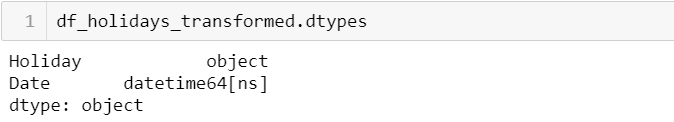 1 df_holidays_transformed.dtypes
Holiday object
Date datetime64[ns]
dtype: object